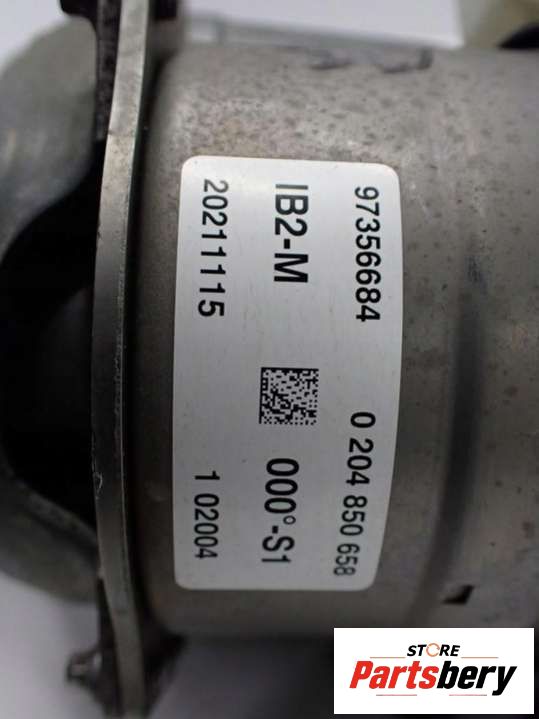 97356684 0 204 850 658
IB2-M 000°-S1
20211115 1 02004
STORE
Partsbery